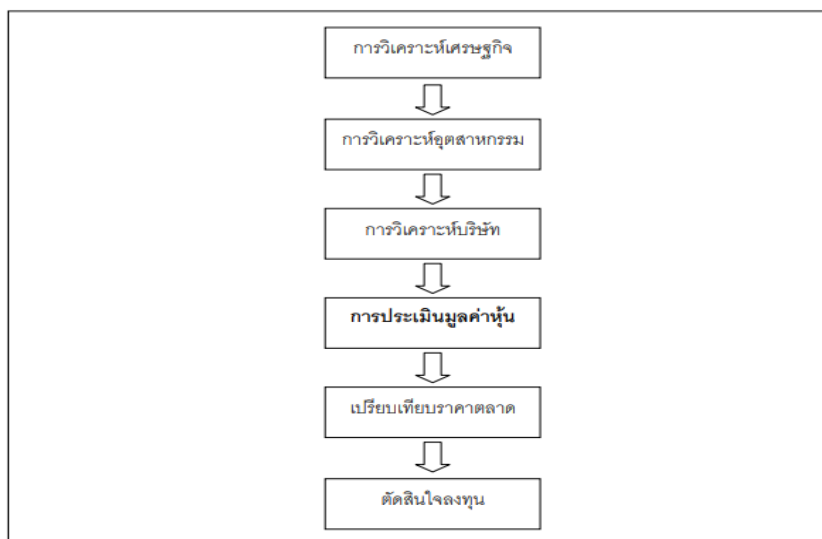 การวิเคราะห์เศรษฐกิจ
การวิเคราะห์อุตสาหกรรม
การวิเคราะห์บริษัท
การประเมินมูลค่าหุ้น
เปรียบเทียบราคาตลาด
ตัดสินใจลงทุน